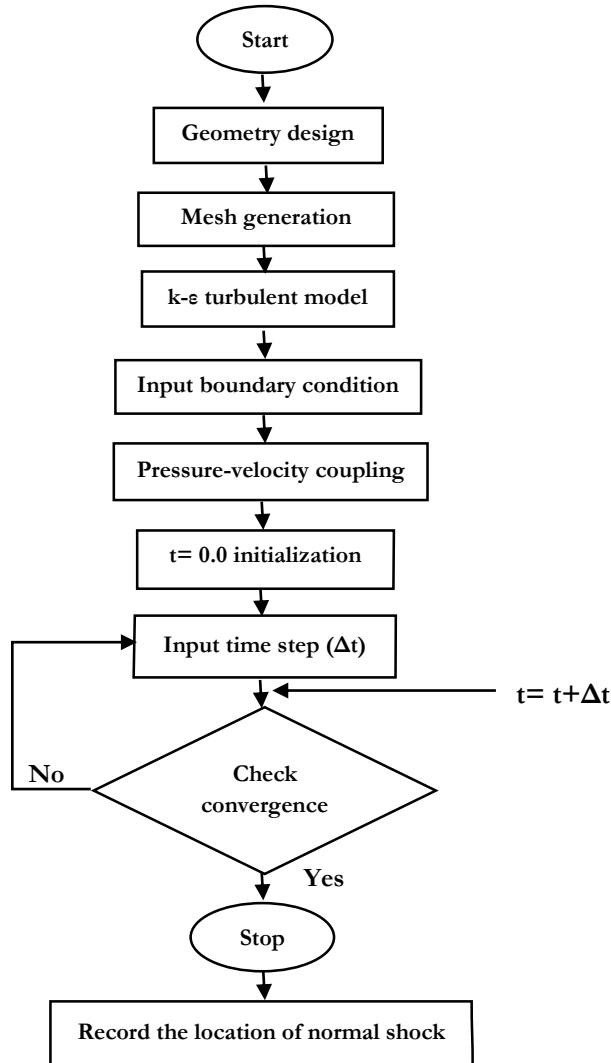 Start
Geometry design
Mesh generation
k-ε turbulent model
Input boundary condition
Pressure-velocity coupling
t= 0.0 initialization
Input time step (Δt)
t= t+Δt
No
Check
convergence
Yes
Stop
Record the location of normal shock